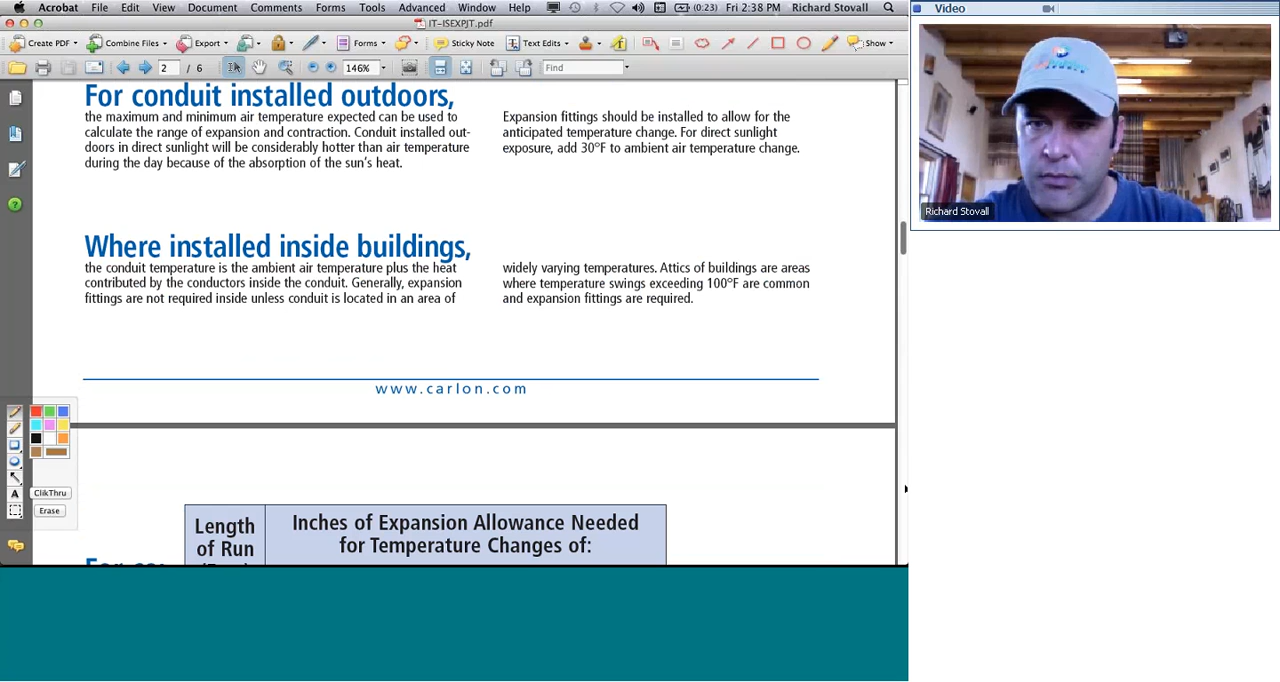 Acrobat File Edit View Document Comments Forms Tools Advanced Window Help (0:23) Fri 2:38 PM Richard Stovall
IT-ISEXPJT.pdf
Create PDF Combine Files Export Forms Sticky Note Text Edits Show
2 / 6 146% Find
For conduit installed outdoors,
the maximum and minimum air temperature expected can be used to
calculate the range of expansion and contraction. Conduit installed out-
doors in direct sunlight will be considerably hotter than air temperature
during the day because of the absorption of the sun's heat.
Expansion fittings should be installed to allow for the
anticipated temperature change. For direct sunlight
exposure, add 30ºF to ambient air temperature change.
Where installed inside buildings,
the conduit temperature is the ambient air temperature plus the heat
contributed by the conductors inside the conduit. Generally, expansion
fittings are not required inside unless conduit is located in an area of
widely varying temperatures. Attics of buildings are areas
where temperature swings exceeding 100ºF are common
and expansion fittings are required.
www.carlon.com
Length
of Run
Inches of Expansion Allowance Needed
for Temperature Changes of:
A
ClikThru
Erase
Video
Richard Stovall